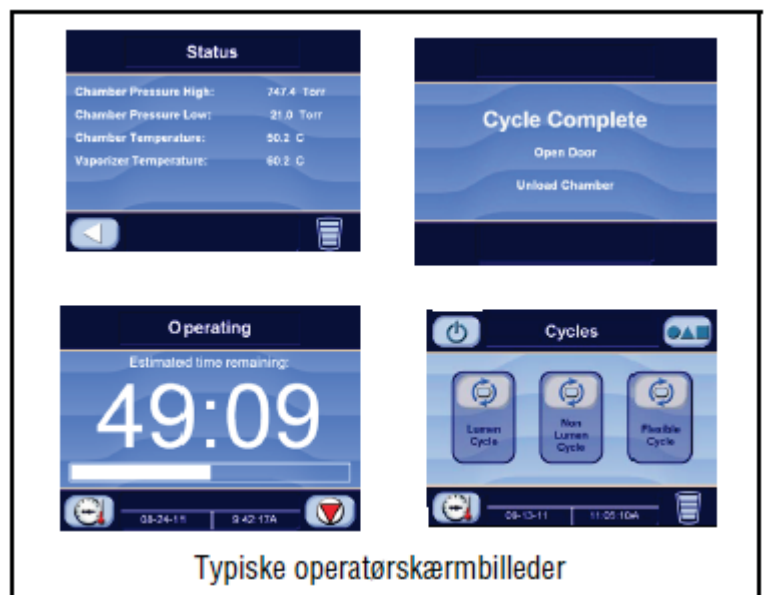 Status
Chamber Pressure High: 747.4 Torr
Chamber Pressure Low: 21.0 Torr
Chamber Temperature: 50.2 C
Vaporizer Temperature: 60.2 C
Cycle Complete
Open Door
Unload Chamber
Operating
Estimated time remaining:
49:09
08-24-11 9:42:17A
Cycles
Lumen Cycle
Non Lumen Cycle
Flexible Cycle
09-13-11 11:05:10A
Typiske operatørskærmbilleder